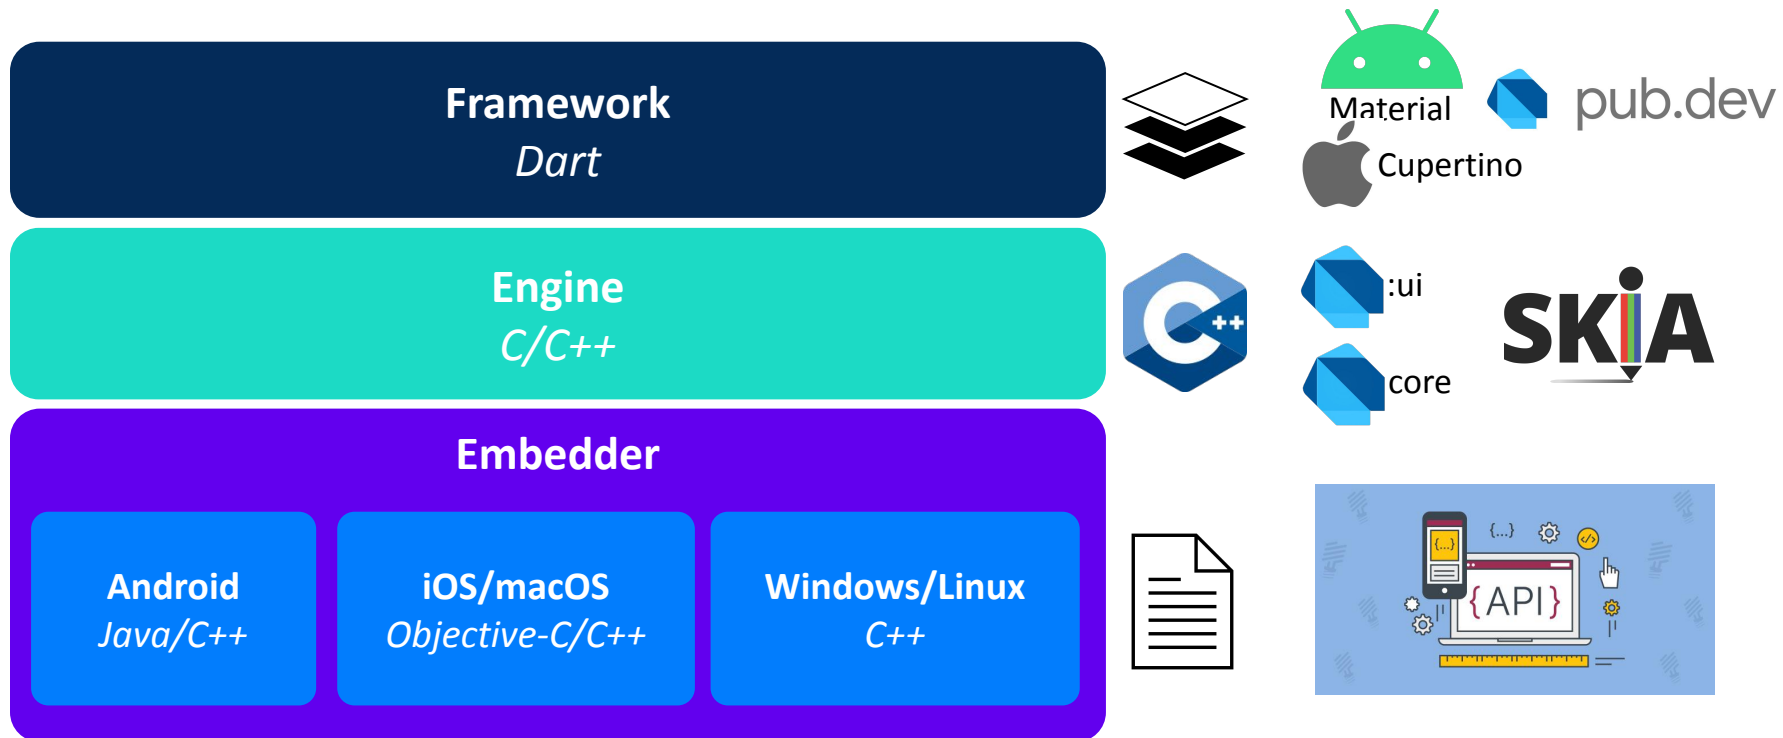 Framework
Dart
Material
pub.dev
Cupertino
Engine
C/C++
C++
:ui
core
SKiA
Embedder
Android
Java/C++
iOS/macOS
Objective-C/C++
Windows/Linux
C++
{...}
{...}
</>
{API}